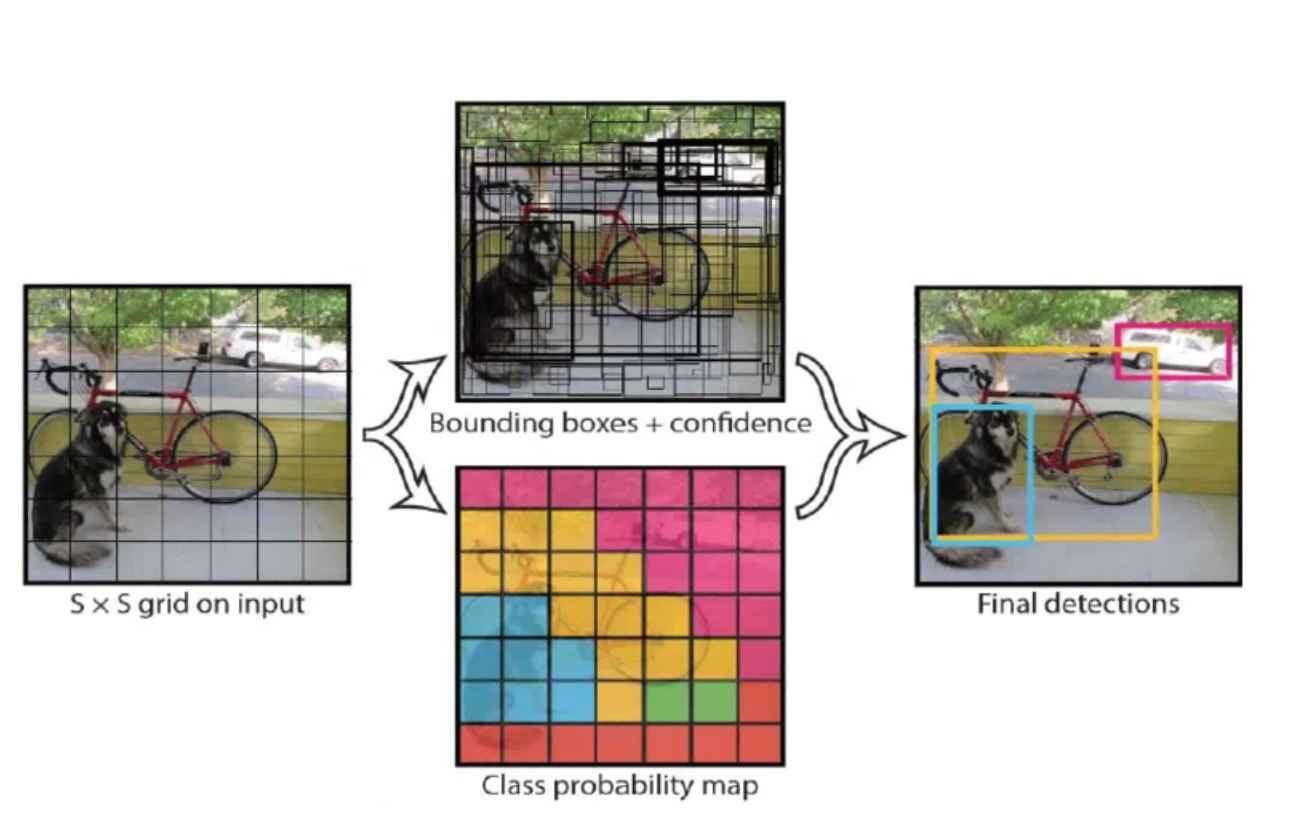 S × S grid on input
Bounding boxes + confidence
Class probability map
Final detections